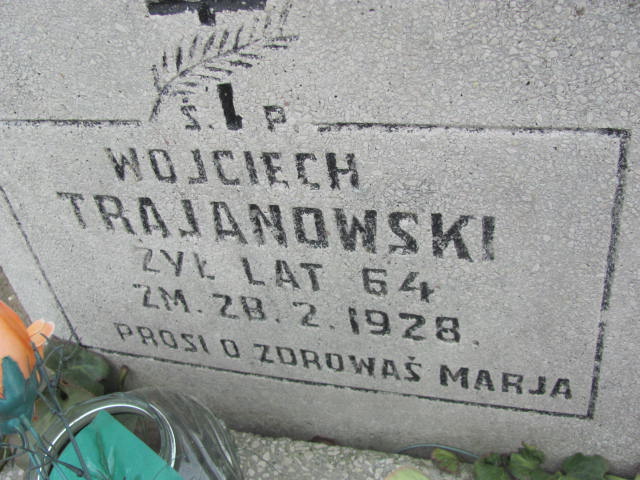 Ś. P.
WOJCIECH
TRAJANOWSKI
ŻYŁ LAT 64
ZM. 28. 2. 1928.
PROSI O ZDROWAŚ MARJA